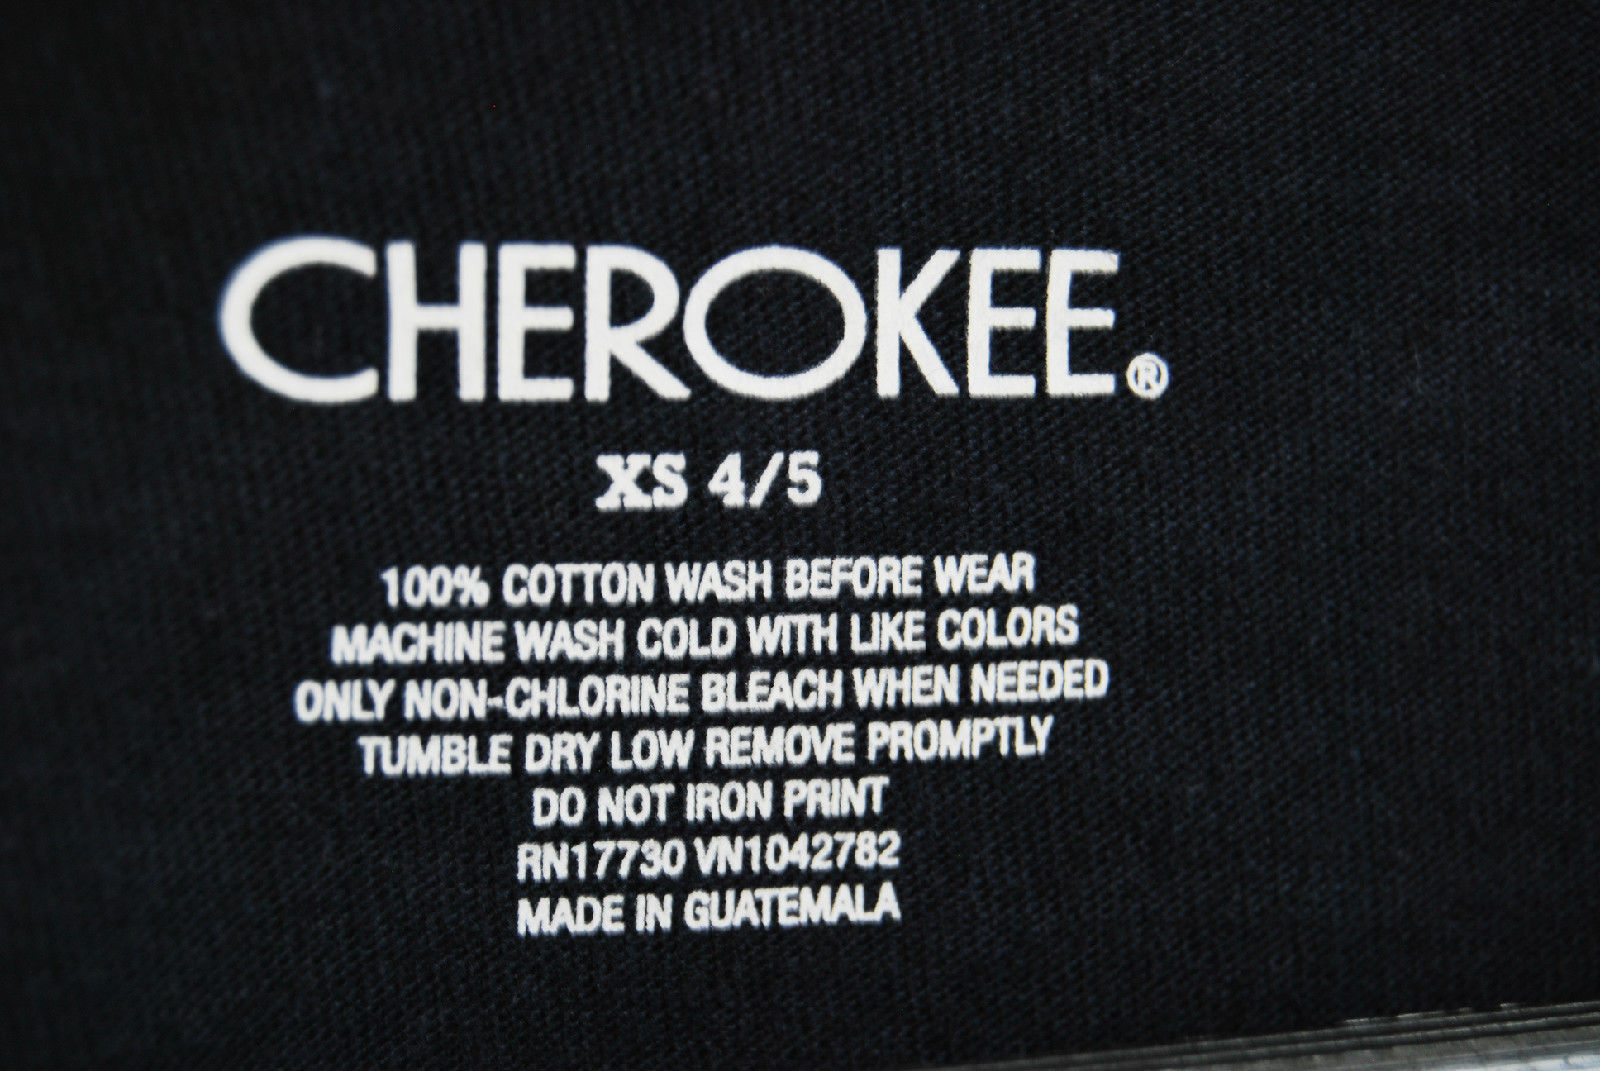 CHEROKEE®
XS 4/5
100% COTTON WASH BEFORE WEAR
MACHINE WASH COLD WITH LIKE COLORS
ONLY NON-CHLORINE BLEACH WHEN NEEDED
TUMBLE DRY LOW REMOVE PROMPTLY
DO NOT IRON PRINT
RN17730 VN1042782
MADE IN GUATEMALA